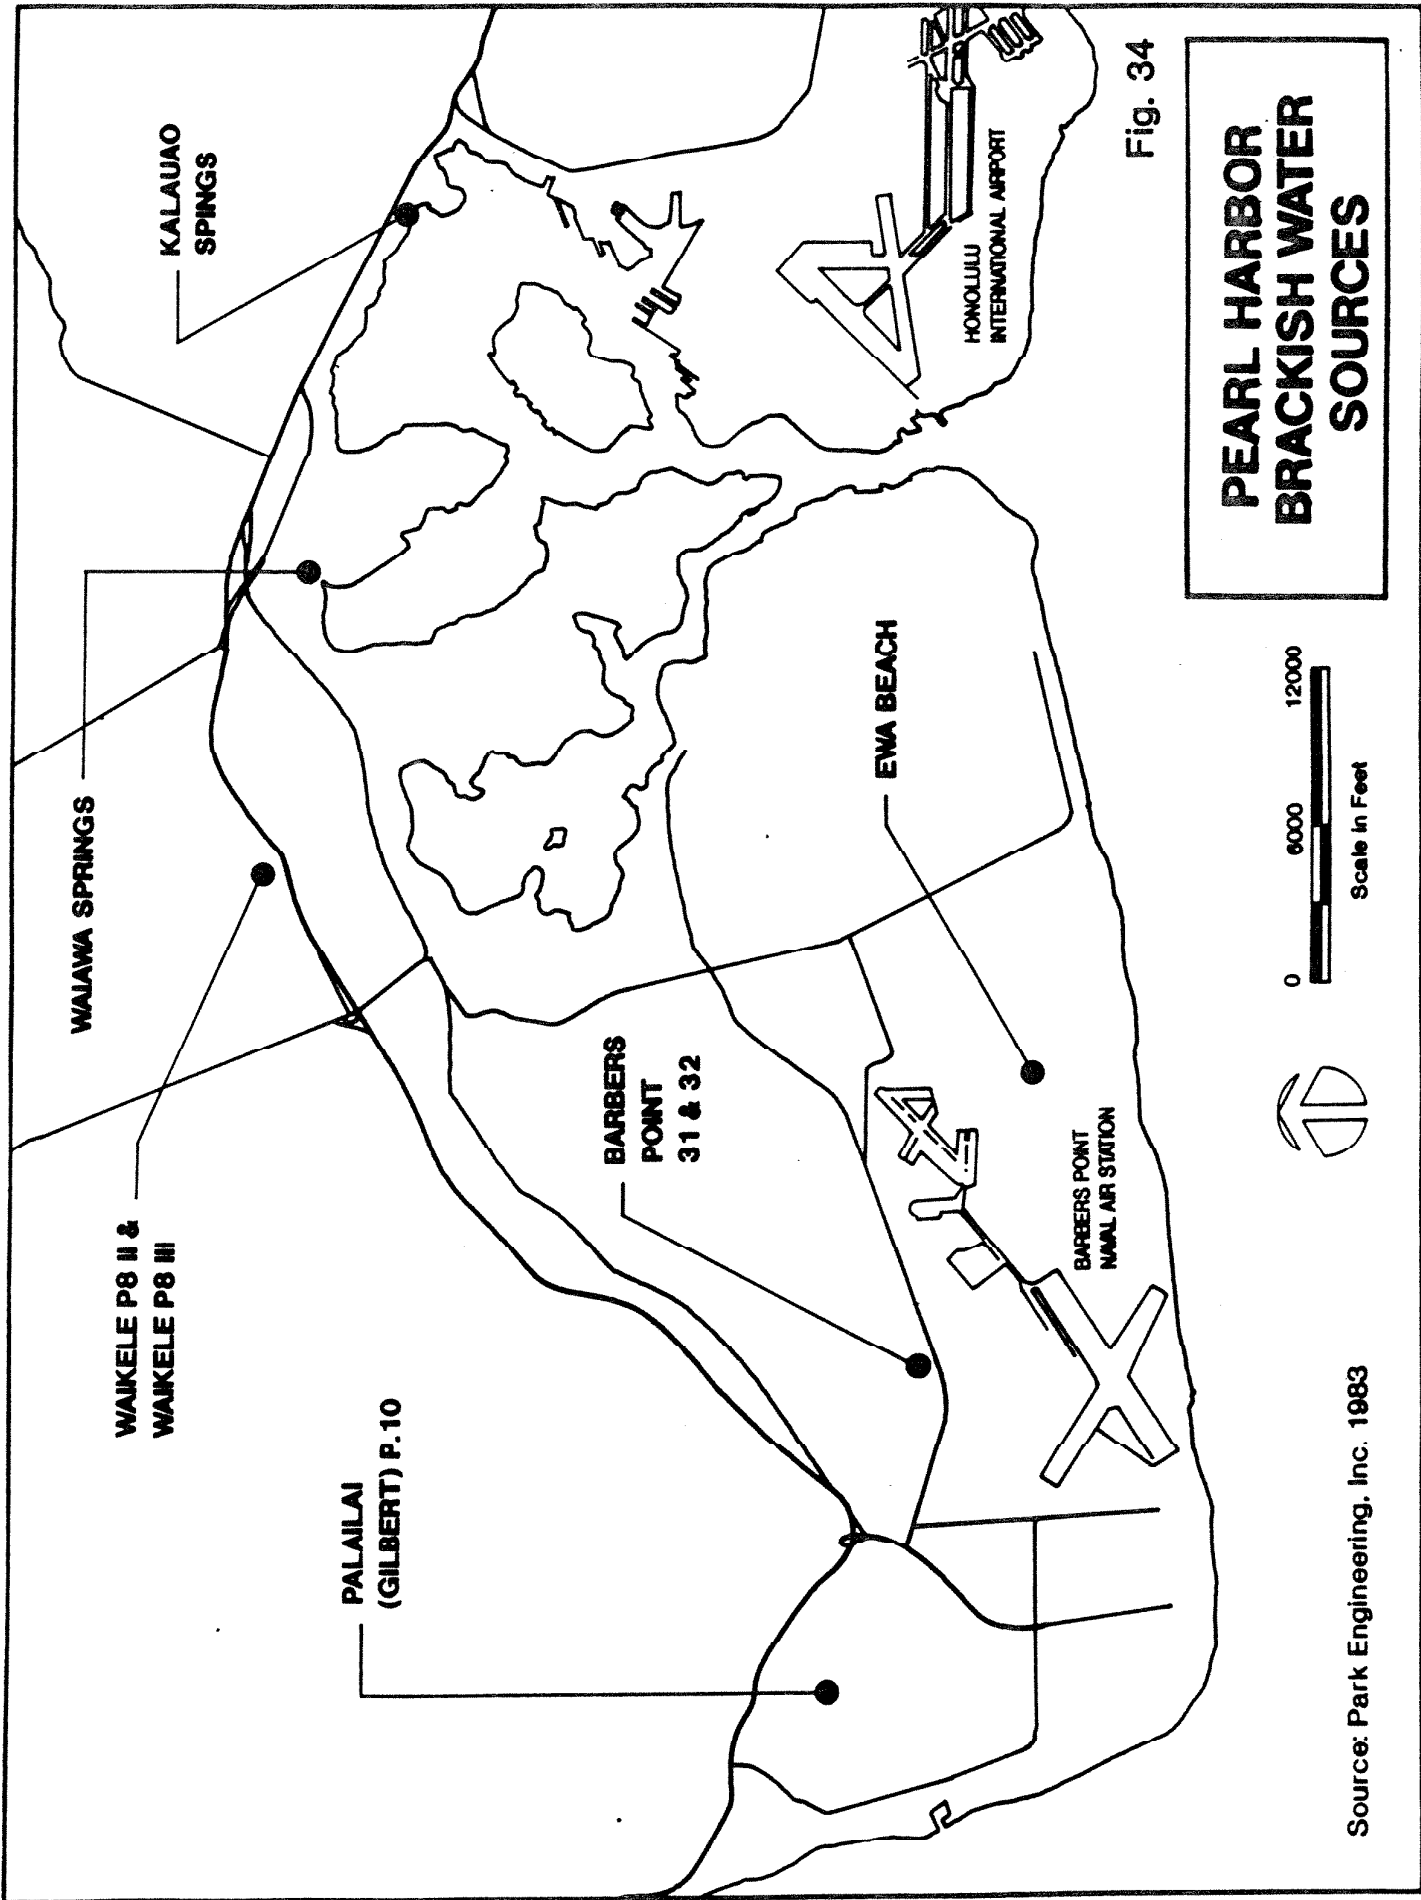 KALAUAO
SPINGS
WAIAWA SPRINGS
WAIKELE P8 II &
WAIKELE P8 III
PALAILAI
(GILBERT) P.10
BARBERS
POINT
31 & 32
EWA BEACH
HONOLULU
INTERNATIONAL AIRPORT
BARBERS POINT
NAVAL AIR STATION
Fig. 34
PEARL HARBOR
BRACKISH WATER
SOURCES
0 6000 12000
Scale in Feet
Source: Park Engineering, Inc. 1983